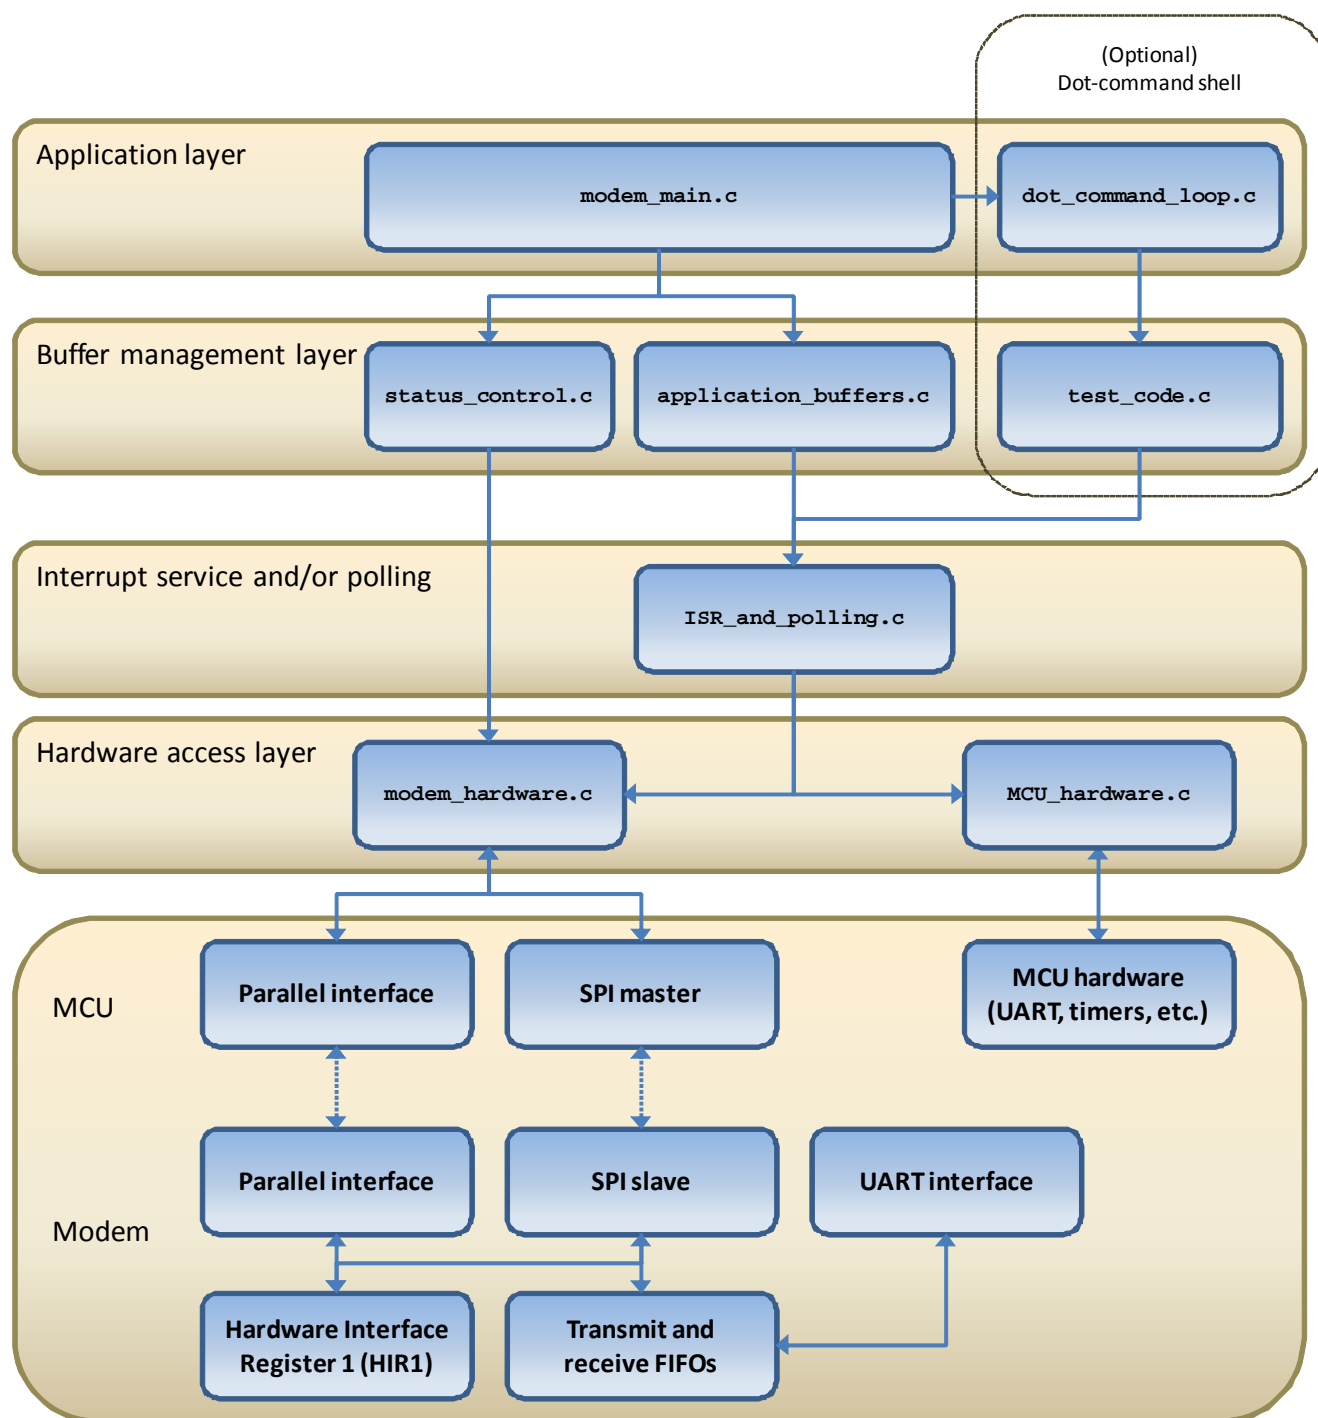 (Optional)
Dot-command shell
Application layer
modem_main.c
dot_command_loop.c
Buffer management layer
status_control.c
application_buffers.c
test_code.c
Interrupt service and/or polling
ISR_and_polling.c
Hardware access layer
modem_hardware.c
MCU_hardware.c
MCU
Parallel interface
SPI master
MCU hardware
(UART, timers, etc.)
Modem
Parallel interface
SPI slave
UART interface
Hardware Interface
Register 1 (HIR1)
Transmit and
receive FIFOs